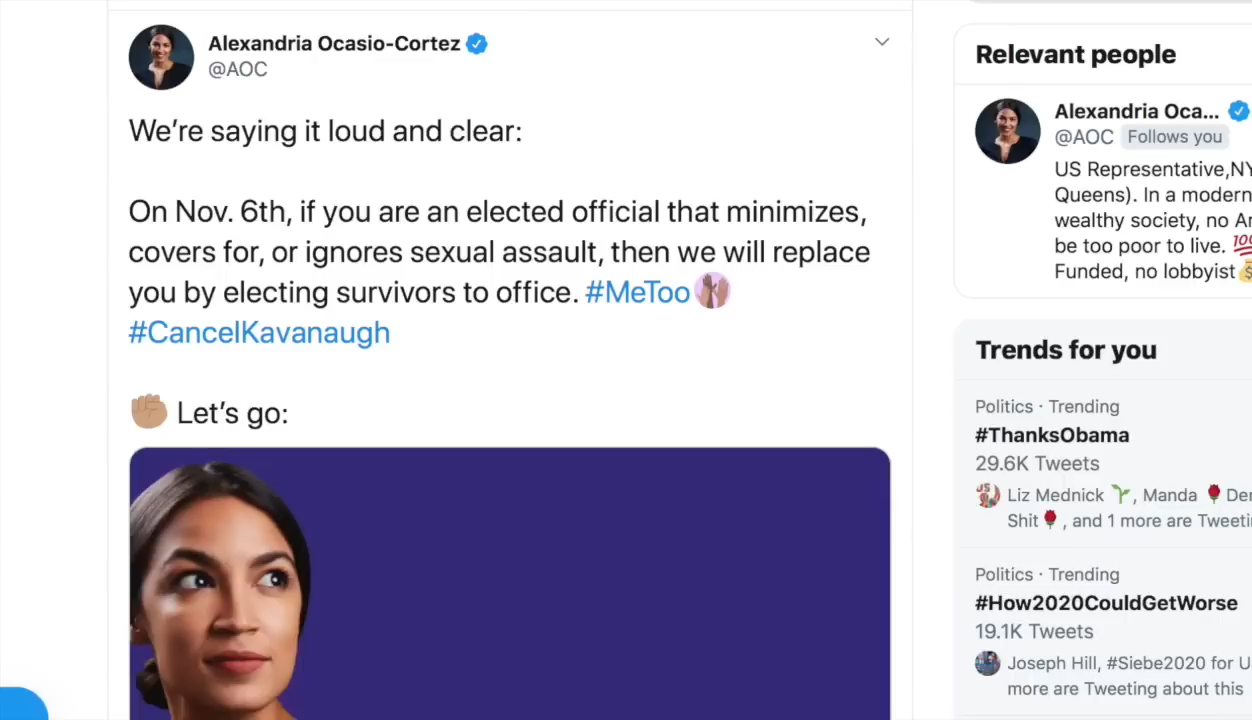 Alexandria Ocasio-Cortez
@AOC
We're saying it loud and clear:
On Nov. 6th, if you are an elected official that minimizes,
covers for, or ignores sexual assault, then we will replace
you by electing survivors to office. #MeToo
#CancelKavanaugh
Let's go:
Relevant people
Alexandria Oca...
@AOC Follows you
US Representative,NY
Queens). In a modern
wealthy society, no
be too poor to live. 💯
Funded, no lobbyist💰
Trends for you
Politics · Trending
#ThanksObama
29.6K Tweets
Liz Mednick 🌱, Manda 🌹
Shit🌹, and 1 more are
Politics · Trending
#How2020CouldGetWorse
19.1K Tweets
Joseph Hill, #Siebe2020 for
more are Tweeting about this